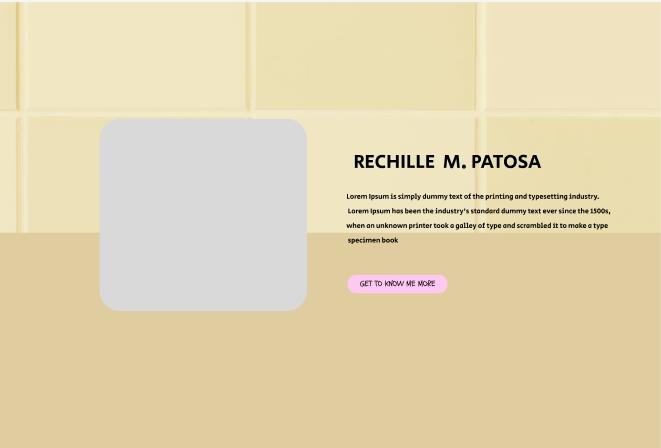 RECHILLE M. PATOSA
Lorem Ipsum is simply dummy text of the printing and typesetting industry.
Lorem Ipsum has been the industry's standard dummy text ever since the 1500s,
when an unknown printer took a galley of type and scrambled it to make a type
specimen book
GET TO KNOW ME MORE